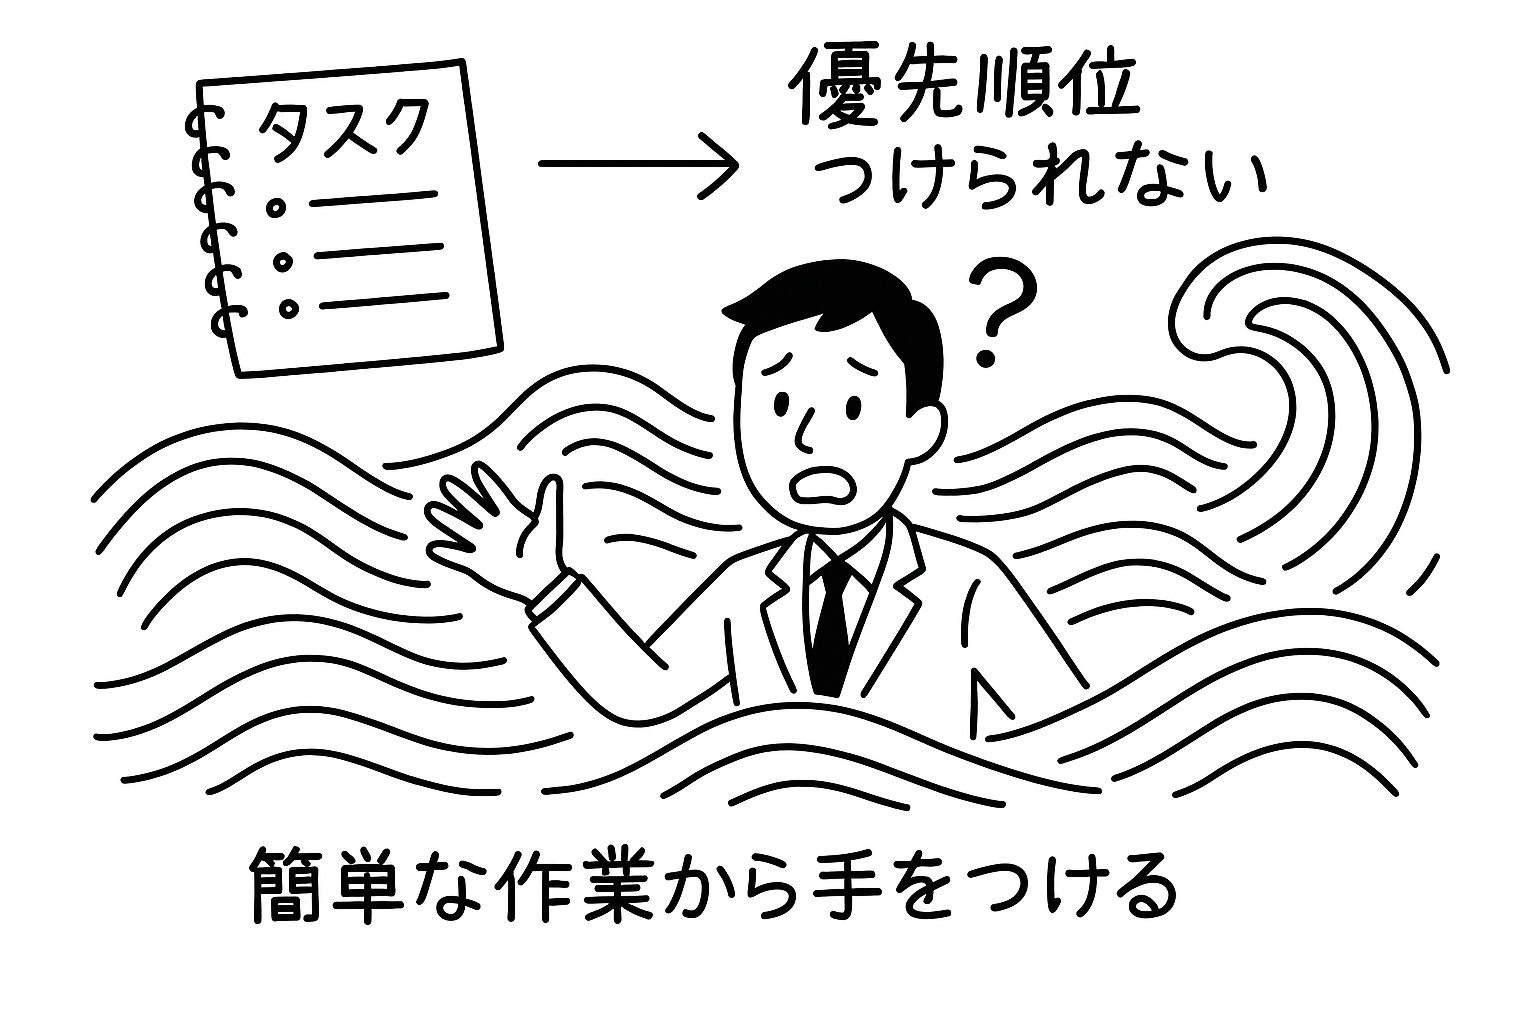 タスク
優先順位
つけられない
?
簡単な作業から手をつける